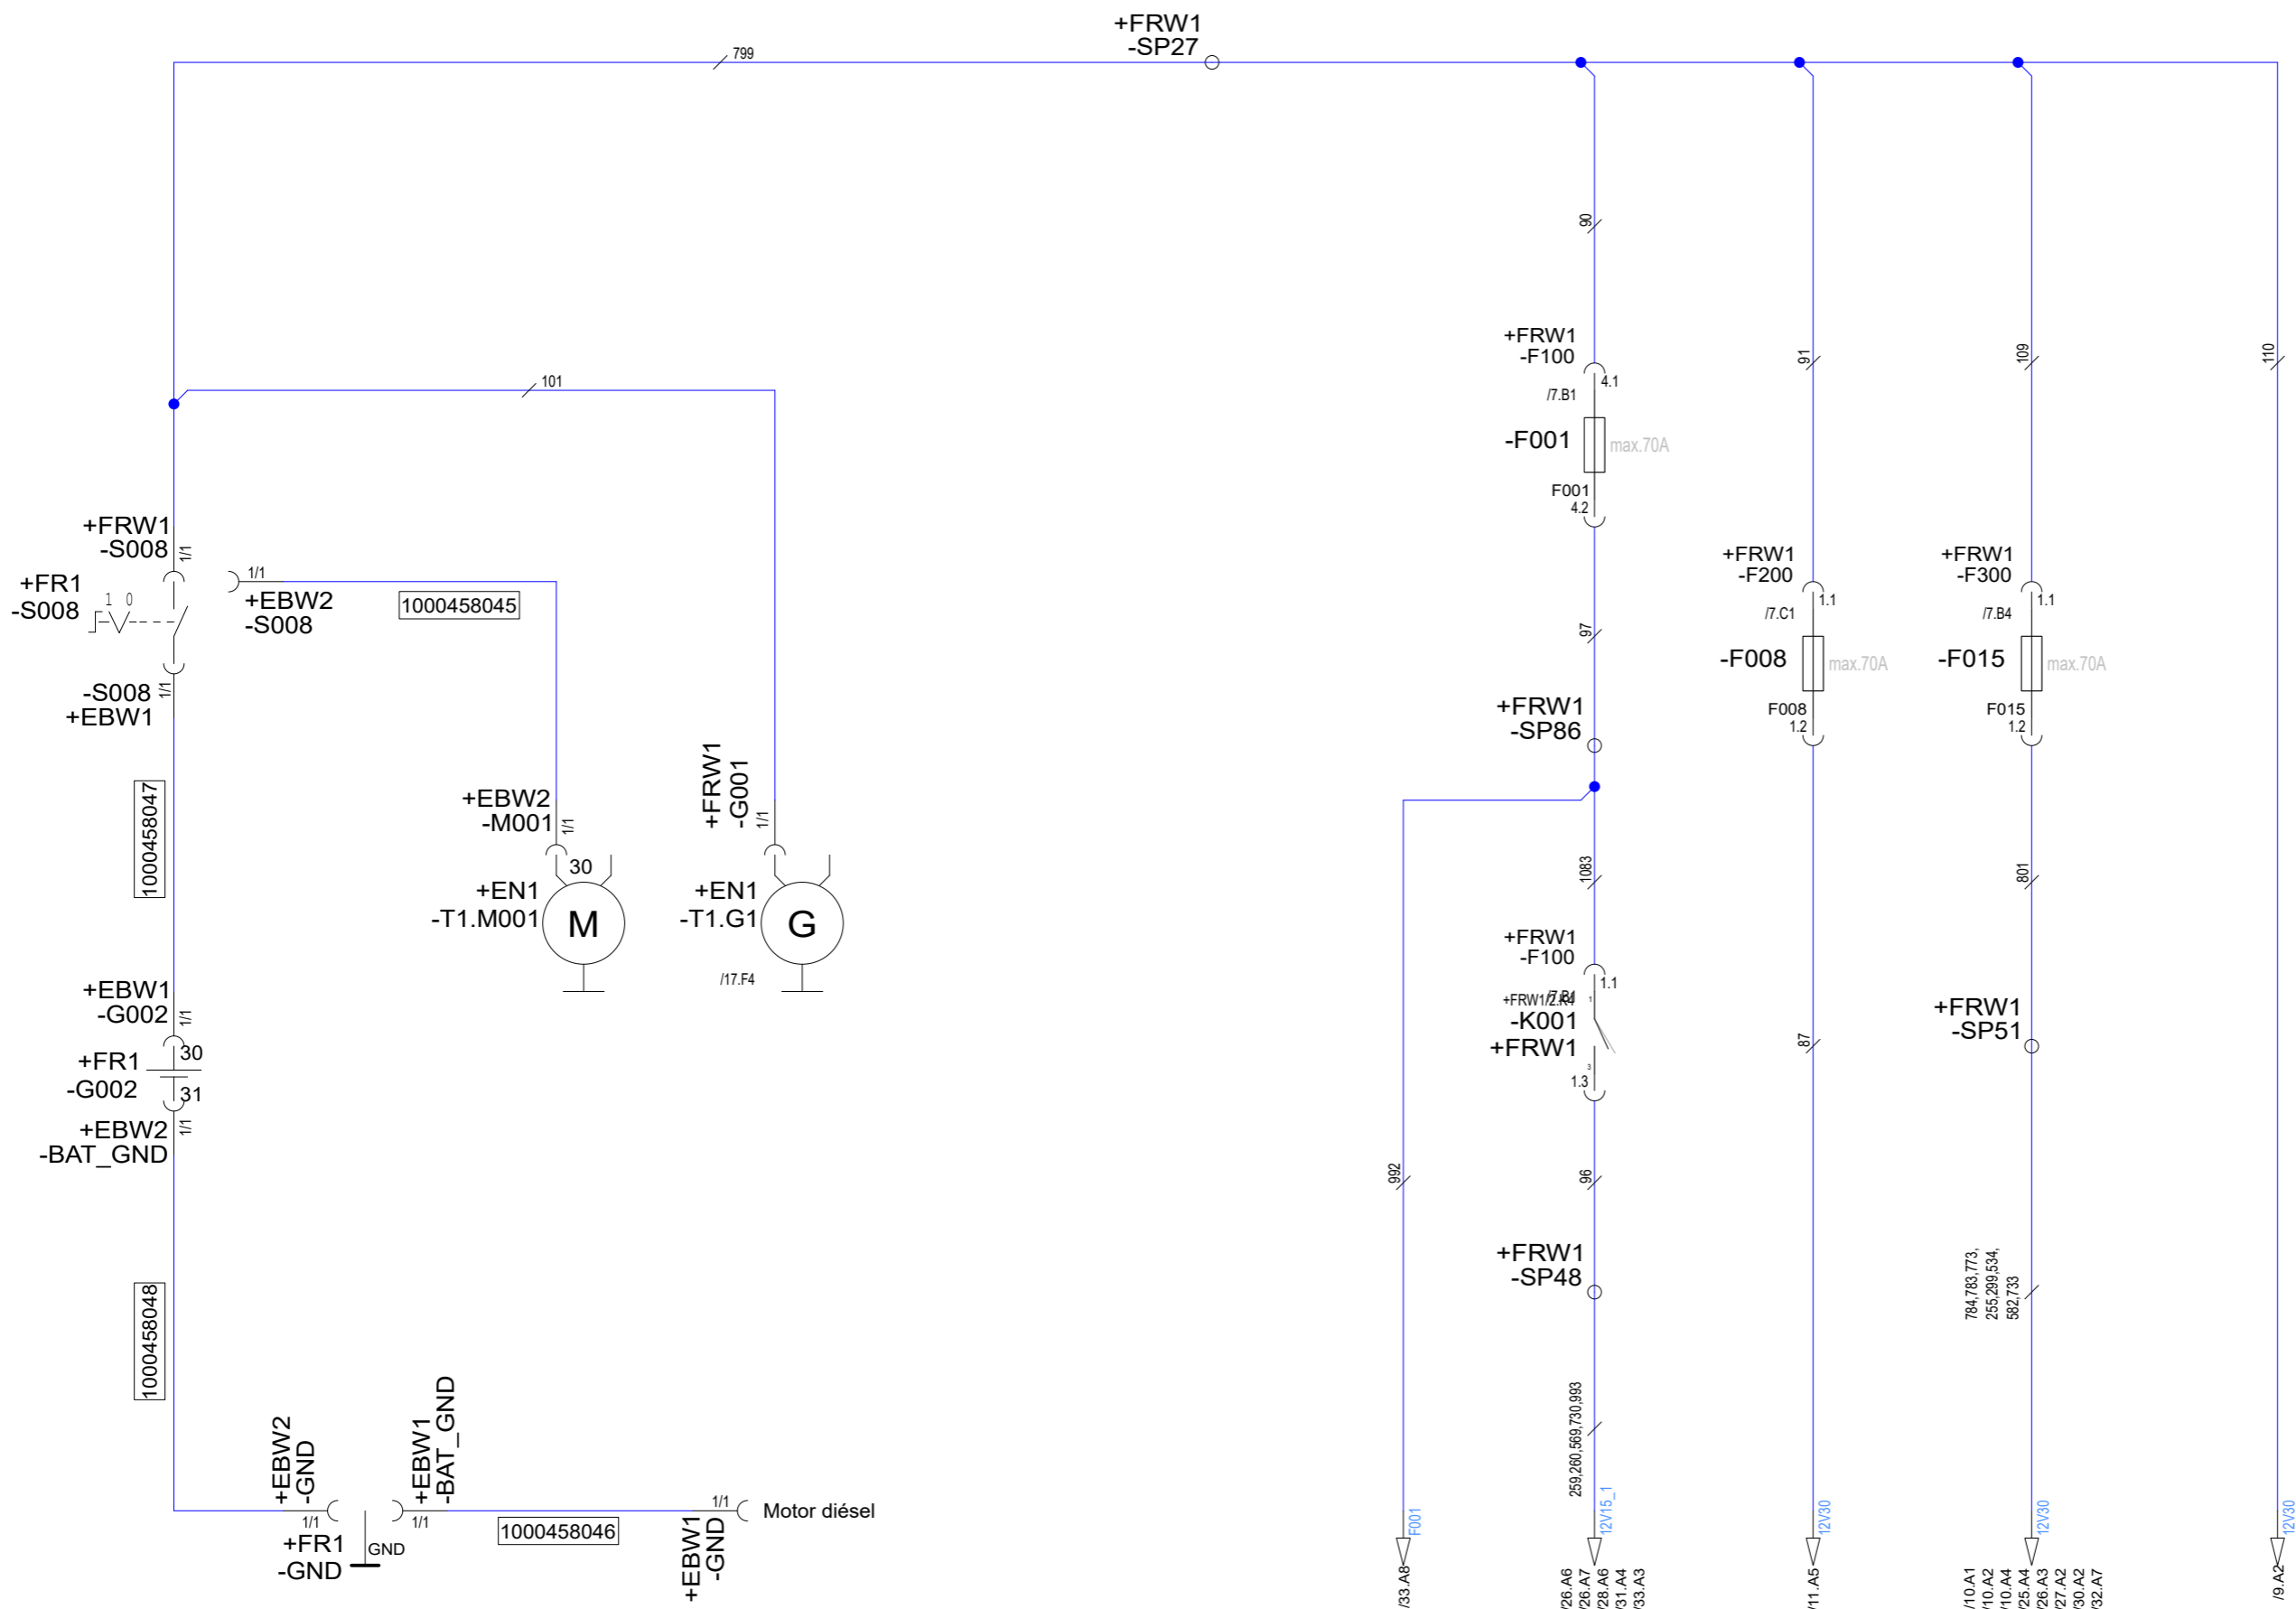 +FRW1
-SP27
799
90
91
109
110
101
+FRW1
-F100
4.1
/7.B1
-F001
max.70A
F001
4.2
+FRW1
-S008
1/1
+FR1
-S008
1 0
1/1
+EBW2
-S008
1000458045
-S008
1/1
+EBW1
+FRW1
-F200
1.1
/7.C1
-F008
max.70A
F008
1.2
+FRW1
-F300
1.1
/7.B4
-F015
max.70A
F015
1.2
97
+FRW1
-SP86
1000458047
+EBW2
-M001
1/1
30
+EN1
-T1.M001
M
+FRW1
-G001
1/1
+EN1
-T1.G1
G
/17.F4
1083
801
+FRW1
-F100
1.1
+FRW1/2.K4
/7.B1
1
-K001
+FRW1
3
1.3
87
+FRW1
-SP51
+EBW1
-G002
1/1
30
+FR1
-G002
31
+EBW2
-BAT_GND
1/1
992
96
+FRW1
-SP48
784,783,773,
255,299,534,
582,733
1000458048
259,260,569,730,993
+EBW2
-GND
1/1
+FR1
-GND
GND
+EBW1
-BAT_GND
1/1
1000458046
1/1
+EBW1
-GND
Motor diésel
F001
12V15_1
12V30
12V30
12V30
/33.A8
/26.A6
/26.A7
/28.A6
/31.A4
/33.A3
/11.A5
/10.A1
/10.A2
/10.A4
/25.A4
/26.A3
/27.A2
/30.A2
/32.A7
/9.A2